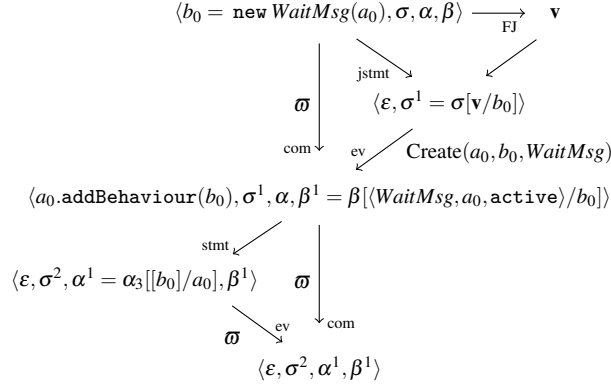 ⟨b₀ = new WaitMsg(a₀), σ, α, β⟩ FJ v
jstmt
ϖ ⟨ε, σ¹ = σ[v/b₀]⟩
com ev Create(a₀, b₀, WaitMsg)
⟨a₀.addBehaviour(b₀), σ¹, α, β¹ = β[⟨WaitMsg, a₀, active⟩/b₀]⟩
stmt
⟨ε, σ², α¹ = α₃[[b₀]/a₀], β¹⟩ ϖ
ϖ ev com
⟨ε, σ², α¹, β¹⟩